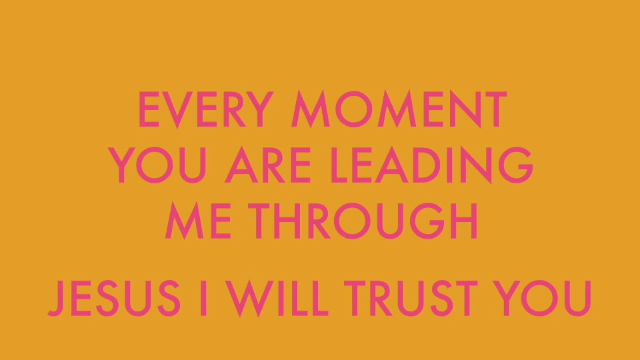 EVERY MOMENT
YOU ARE LEADING
ME THROUGH
JESUS I WILL TRUST YOU